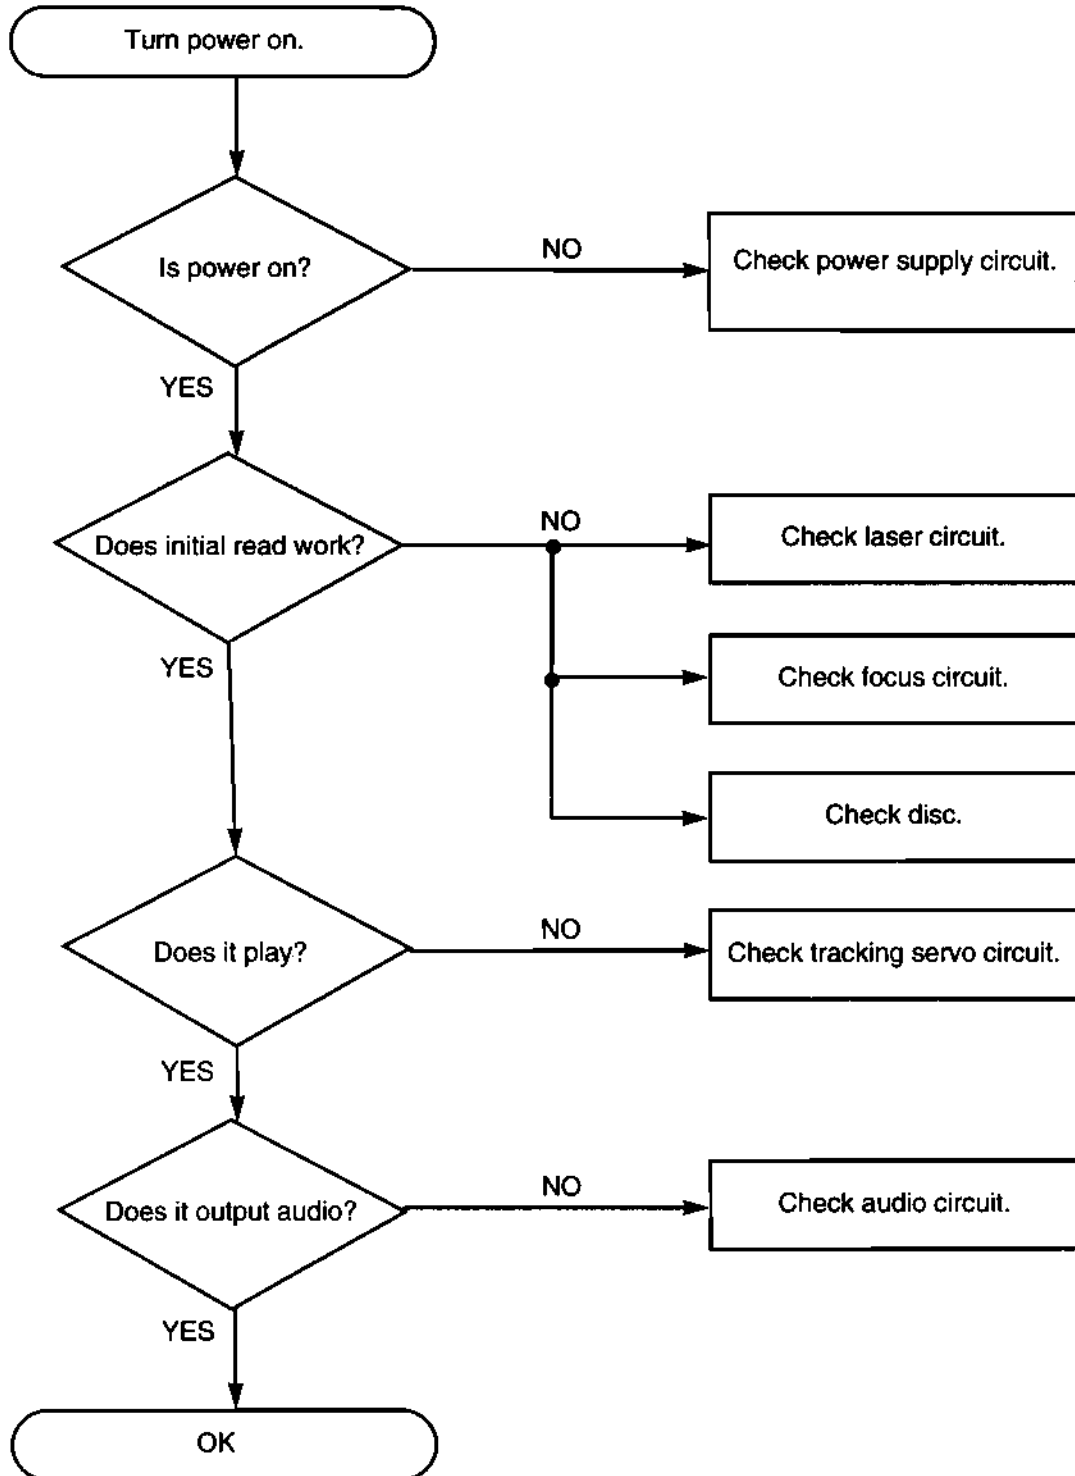 Turn power on.
Is power on?
NO
Check power supply circuit.
YES
Does initial read work?
NO
Check laser circuit.
YES
Check focus circuit.
Check disc.
Does it play?
NO
Check tracking servo circuit.
YES
Does it output audio?
NO
Check audio circuit.
YES
OK